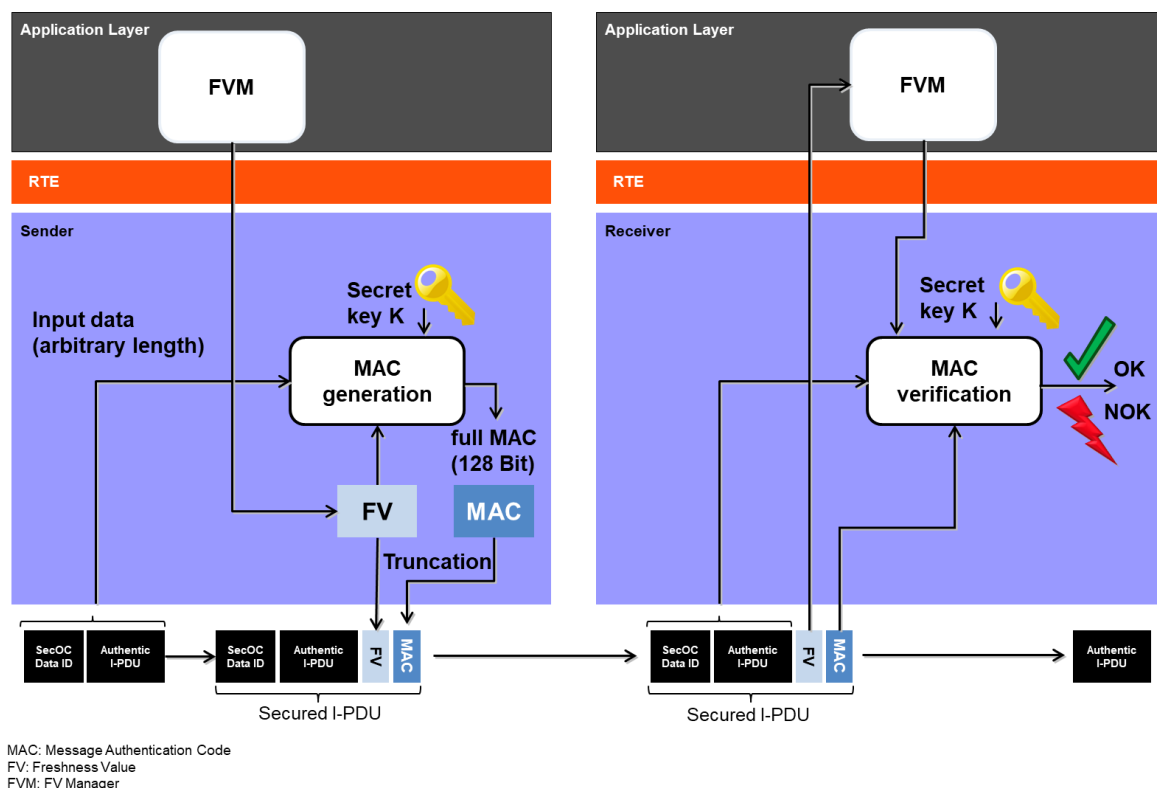 Application Layer
FVM
RTE
Sender
Secret
key K
Input data
(arbitrary length)
MAC
generation
full MAC
(128 Bit)
FV
MAC
Truncation
SecOC
Data ID
Authentic
I-PDU
SecOC
Data ID
Authentic
I-PDU
FV
MAC
Secured I-PDU
Application Layer
FVM
RTE
Receiver
Secret
key K
MAC
verification
OK
NOK
SecOC
Data ID
Authentic
I-PDU
FV
MAC
Secured I-PDU
Authentic
I-PDU
MAC: Message Authentication Code
FV: Freshness Value
FVM: FV Manager